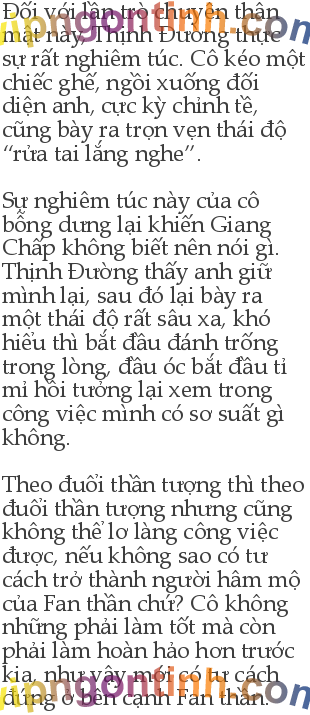 Đối với lần trò chuyện thân
mật này, Thịnh Đường thực
sự rất nghiêm túc. Cô kéo một
chiếc ghế, ngồi xuống đối
diện anh, cực kỳ chỉnh tề,
cũng bày ra trọn vẹn thái độ
“rửa tai lắng nghe”.

Sự nghiêm túc này của cô
bỗng dưng lại khiến Giang
Chấp không biết nên nói gì.
Thịnh Đường thấy anh giữ
mình lại, sau đó lại bày ra
một thái độ rất sâu xa, khó
hiểu thì bắt đầu đánh trống
trong lòng, đầu óc bắt đầu tỉ
mỉ hồi tưởng lại xem trong
công việc mình có sơ suất gì
không.

Theo đuổi thần tượng thì theo
đuổi thần tượng nhưng cũng
không thể lơ làng công việc
được, nếu không sao có tư
cách trở thành người hâm mộ
của Fan thần chứ? Cô không
những phải làm tốt mà còn
phải làm hoàn hảo hơn trước
kia, như vậy mới có tư cách
đứng ở bên cạnh Fan thần.
vipngontinh.com
vipngontinh.com